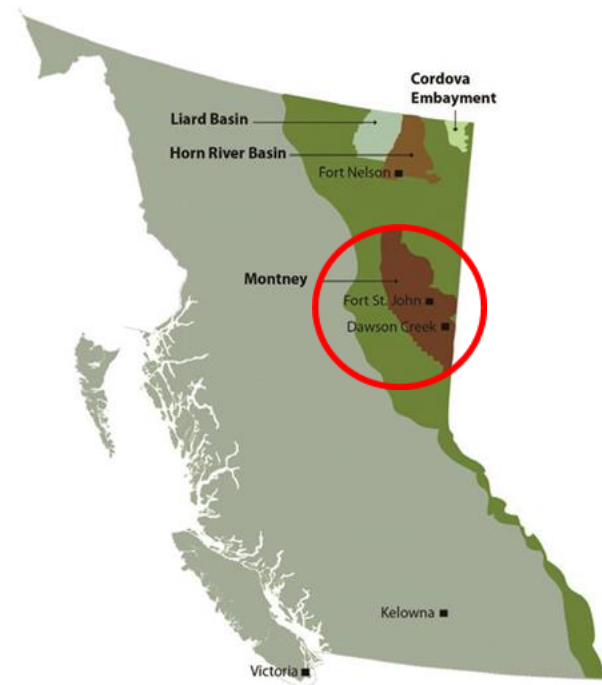 Cordova
Embayment
Liard Basin
Horn River Basin
Fort Nelson
Montney
Fort St. John
Dawson Creek
Kelowna
Victoria